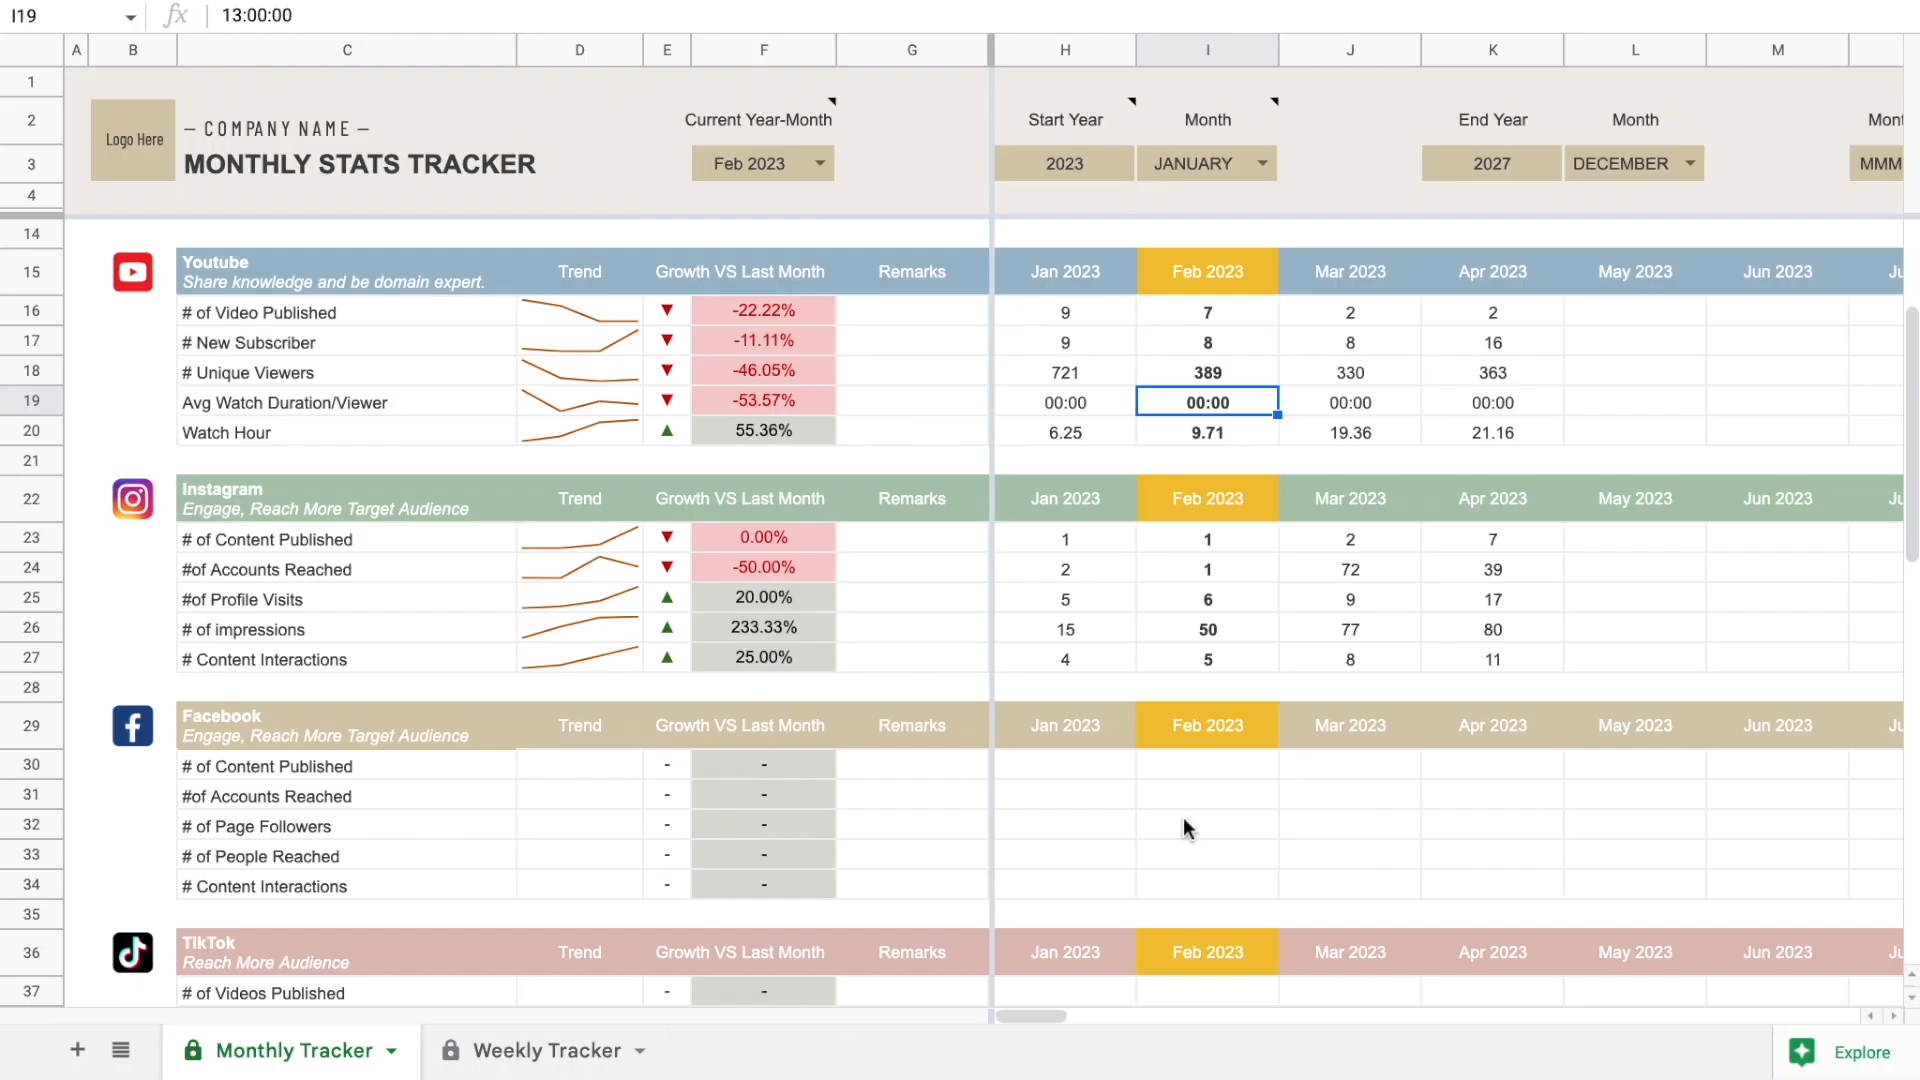 I19 fx 13:00:00
A B C D E F G H I J K L M
1
2 Current Year-Month Start Year Month End Year Month
Logo Here — COMPANY NAME —
3 MONTHLY STATS TRACKER Feb 2023 2023 JANUARY 2027 DECEMBER MMM
4
14
15 Youtube Trend Growth VS Last Month Remarks Jan 2023 Feb 2023 Mar 2023 Apr 2023 May 2023 Jun 2023
Share knowledge and be domain expert.
16 # of Video Published ▼ -22.22% 9 7 2 2
17 # New Subscriber ▼ -11.11% 9 8 8 16
18 # Unique Viewers ▼ -46.05% 721 389 330 363
19 Avg Watch Duration/Viewer ▼ -53.57% 00:00 00:00 00:00 00:00
20 Watch Hour ▲ 55.36% 6.25 9.71 19.36 21.16
21
22 Instagram Trend Growth VS Last Month Remarks Jan 2023 Feb 2023 Mar 2023 Apr 2023 May 2023 Jun 2023
Engage, Reach More Target Audience
23 # of Content Published ▼ 0.00% 1 1 2 7
24 #of Accounts Reached ▼ -50.00% 2 1 72 39
25 #of Profile Visits ▲ 20.00% 5 6 9 17
26 # of impressions ▲ 233.33% 15 50 77 80
27 # Content Interactions ▲ 25.00% 4 5 8 11
28
29 Facebook Trend Growth VS Last Month Remarks Jan 2023 Feb 2023 Mar 2023 Apr 2023 May 2023 Jun 2023
Engage, Reach More Target Audience
30 # of Content Published - -
31 #of Accounts Reached - -
32 # of Page Followers - -
33 # of People Reached - -
34 # Content Interactions - -
35
36 TikTok Trend Growth VS Last Month Remarks Jan 2023 Feb 2023 Mar 2023 Apr 2023 May 2023 Jun 2023
Reach More Audience
37 # of Videos Published - -
+ Monthly Tracker Weekly Tracker Explore